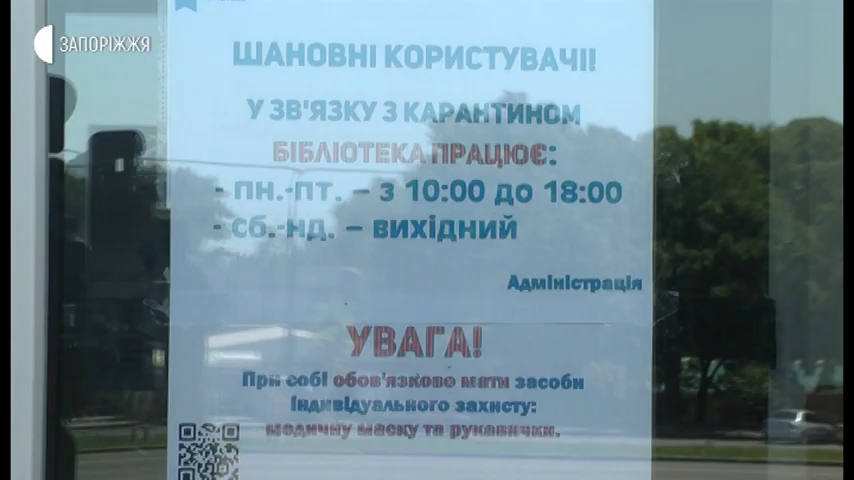 ЗАПОРІЖЖЯ
ШАНОВНІ КОРИСТУВАЧІ!
У ЗВ'ЯЗКУ З КАРАНТИНОМ
БІБЛІОТЕКА ПРАЦЮЄ:
- пн.-пт. – з 10:00 до 18:00
- сб.-нд. – вихідний
Адміністрація
УВАГА!
При собі обов'язково мати засоби
індивідуального захисту:
медичну маску та рукавички.